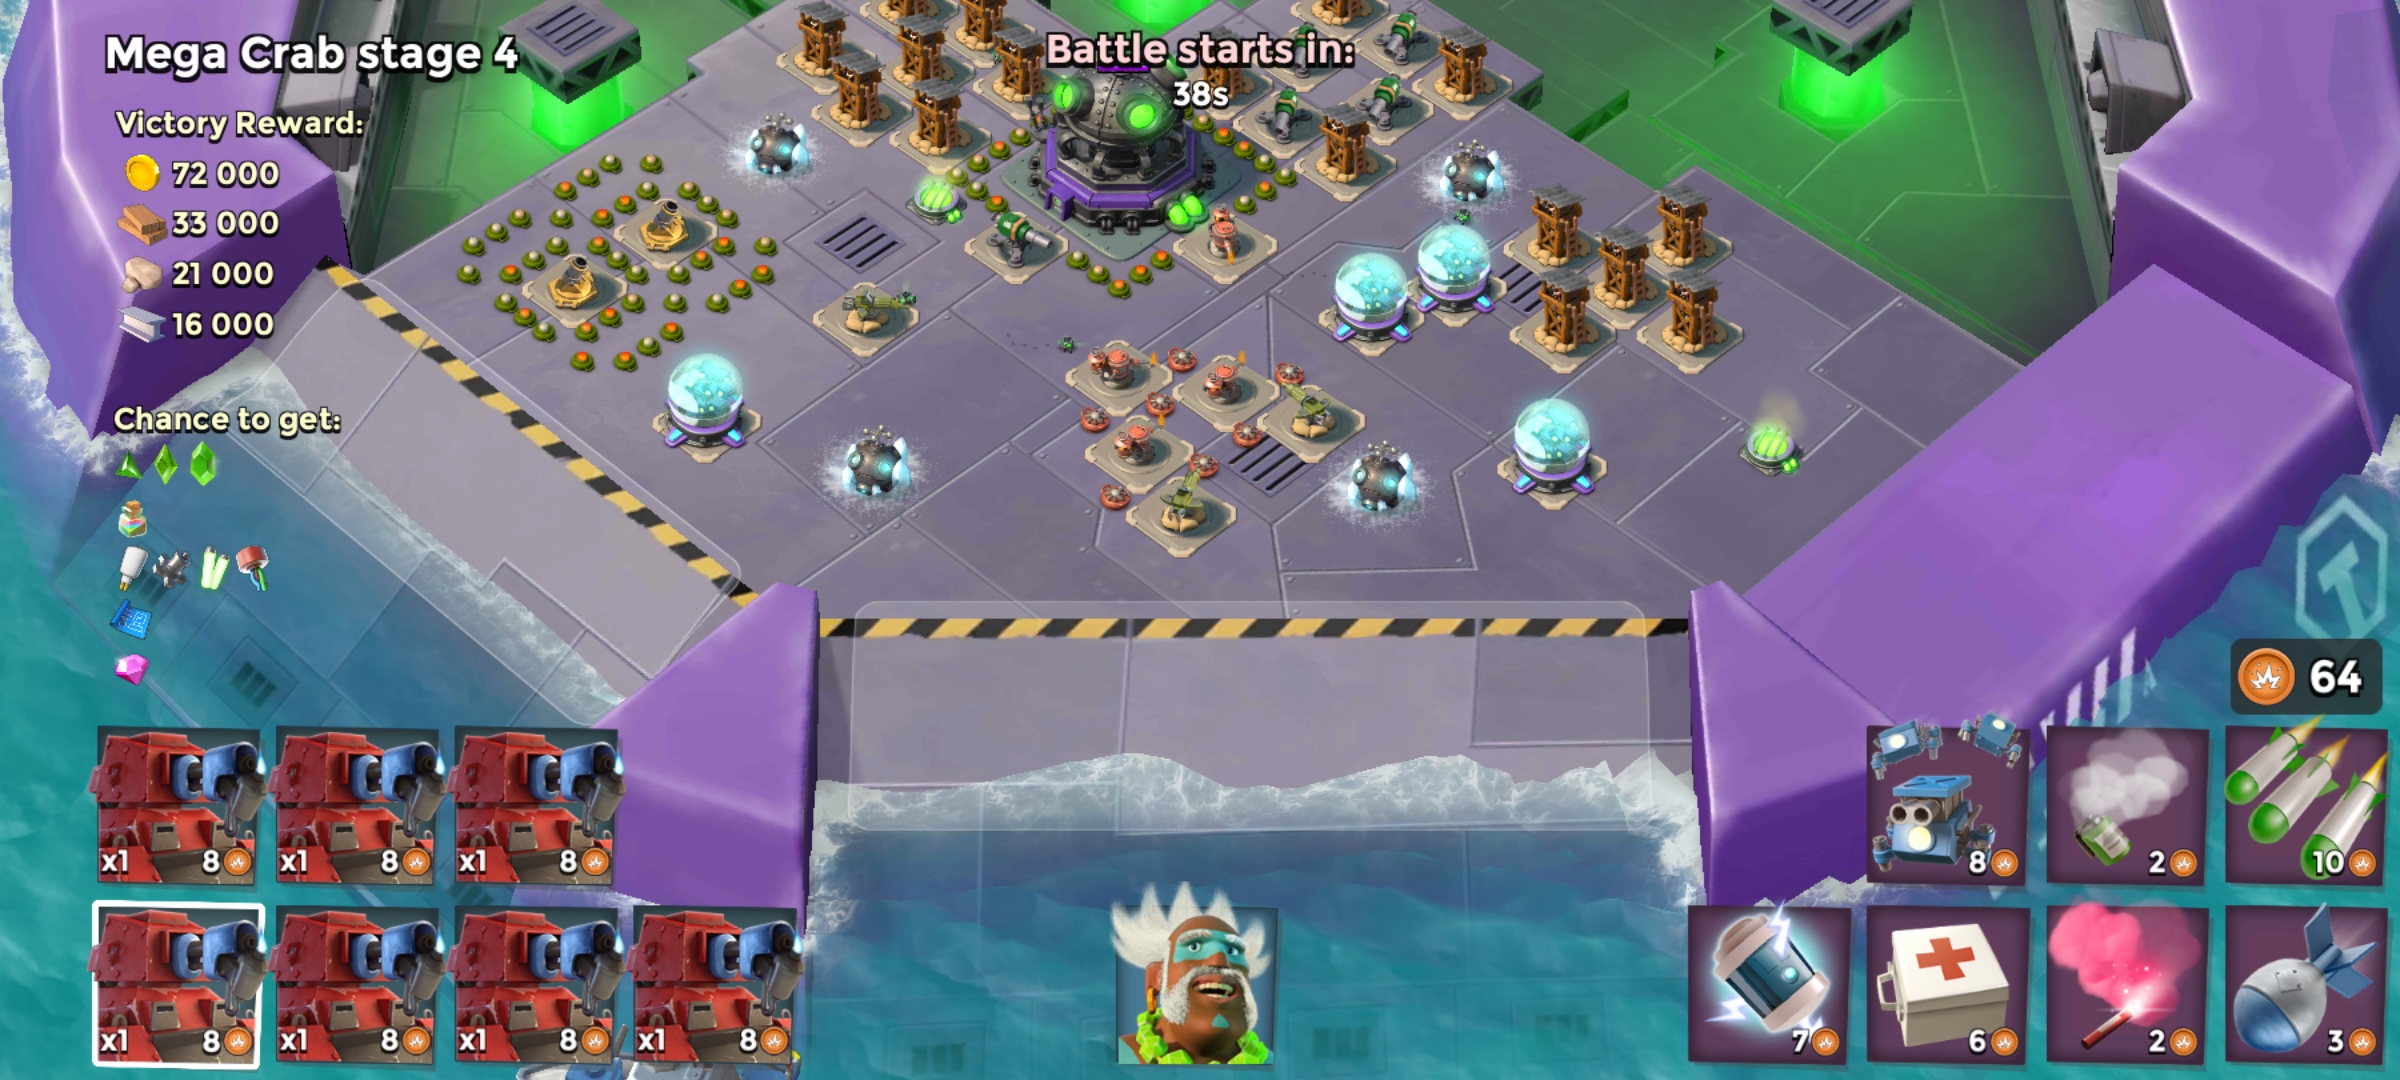 Mega Crab stage 4
Battle starts in:
38s
Victory Reward:
72 000
33 000
21 000
16 000
Chance to get:
64
x1 8
x1 8
x1 8
8
2
10
x1 8
x1 8
x1 8
x1 8
7
6
2
3